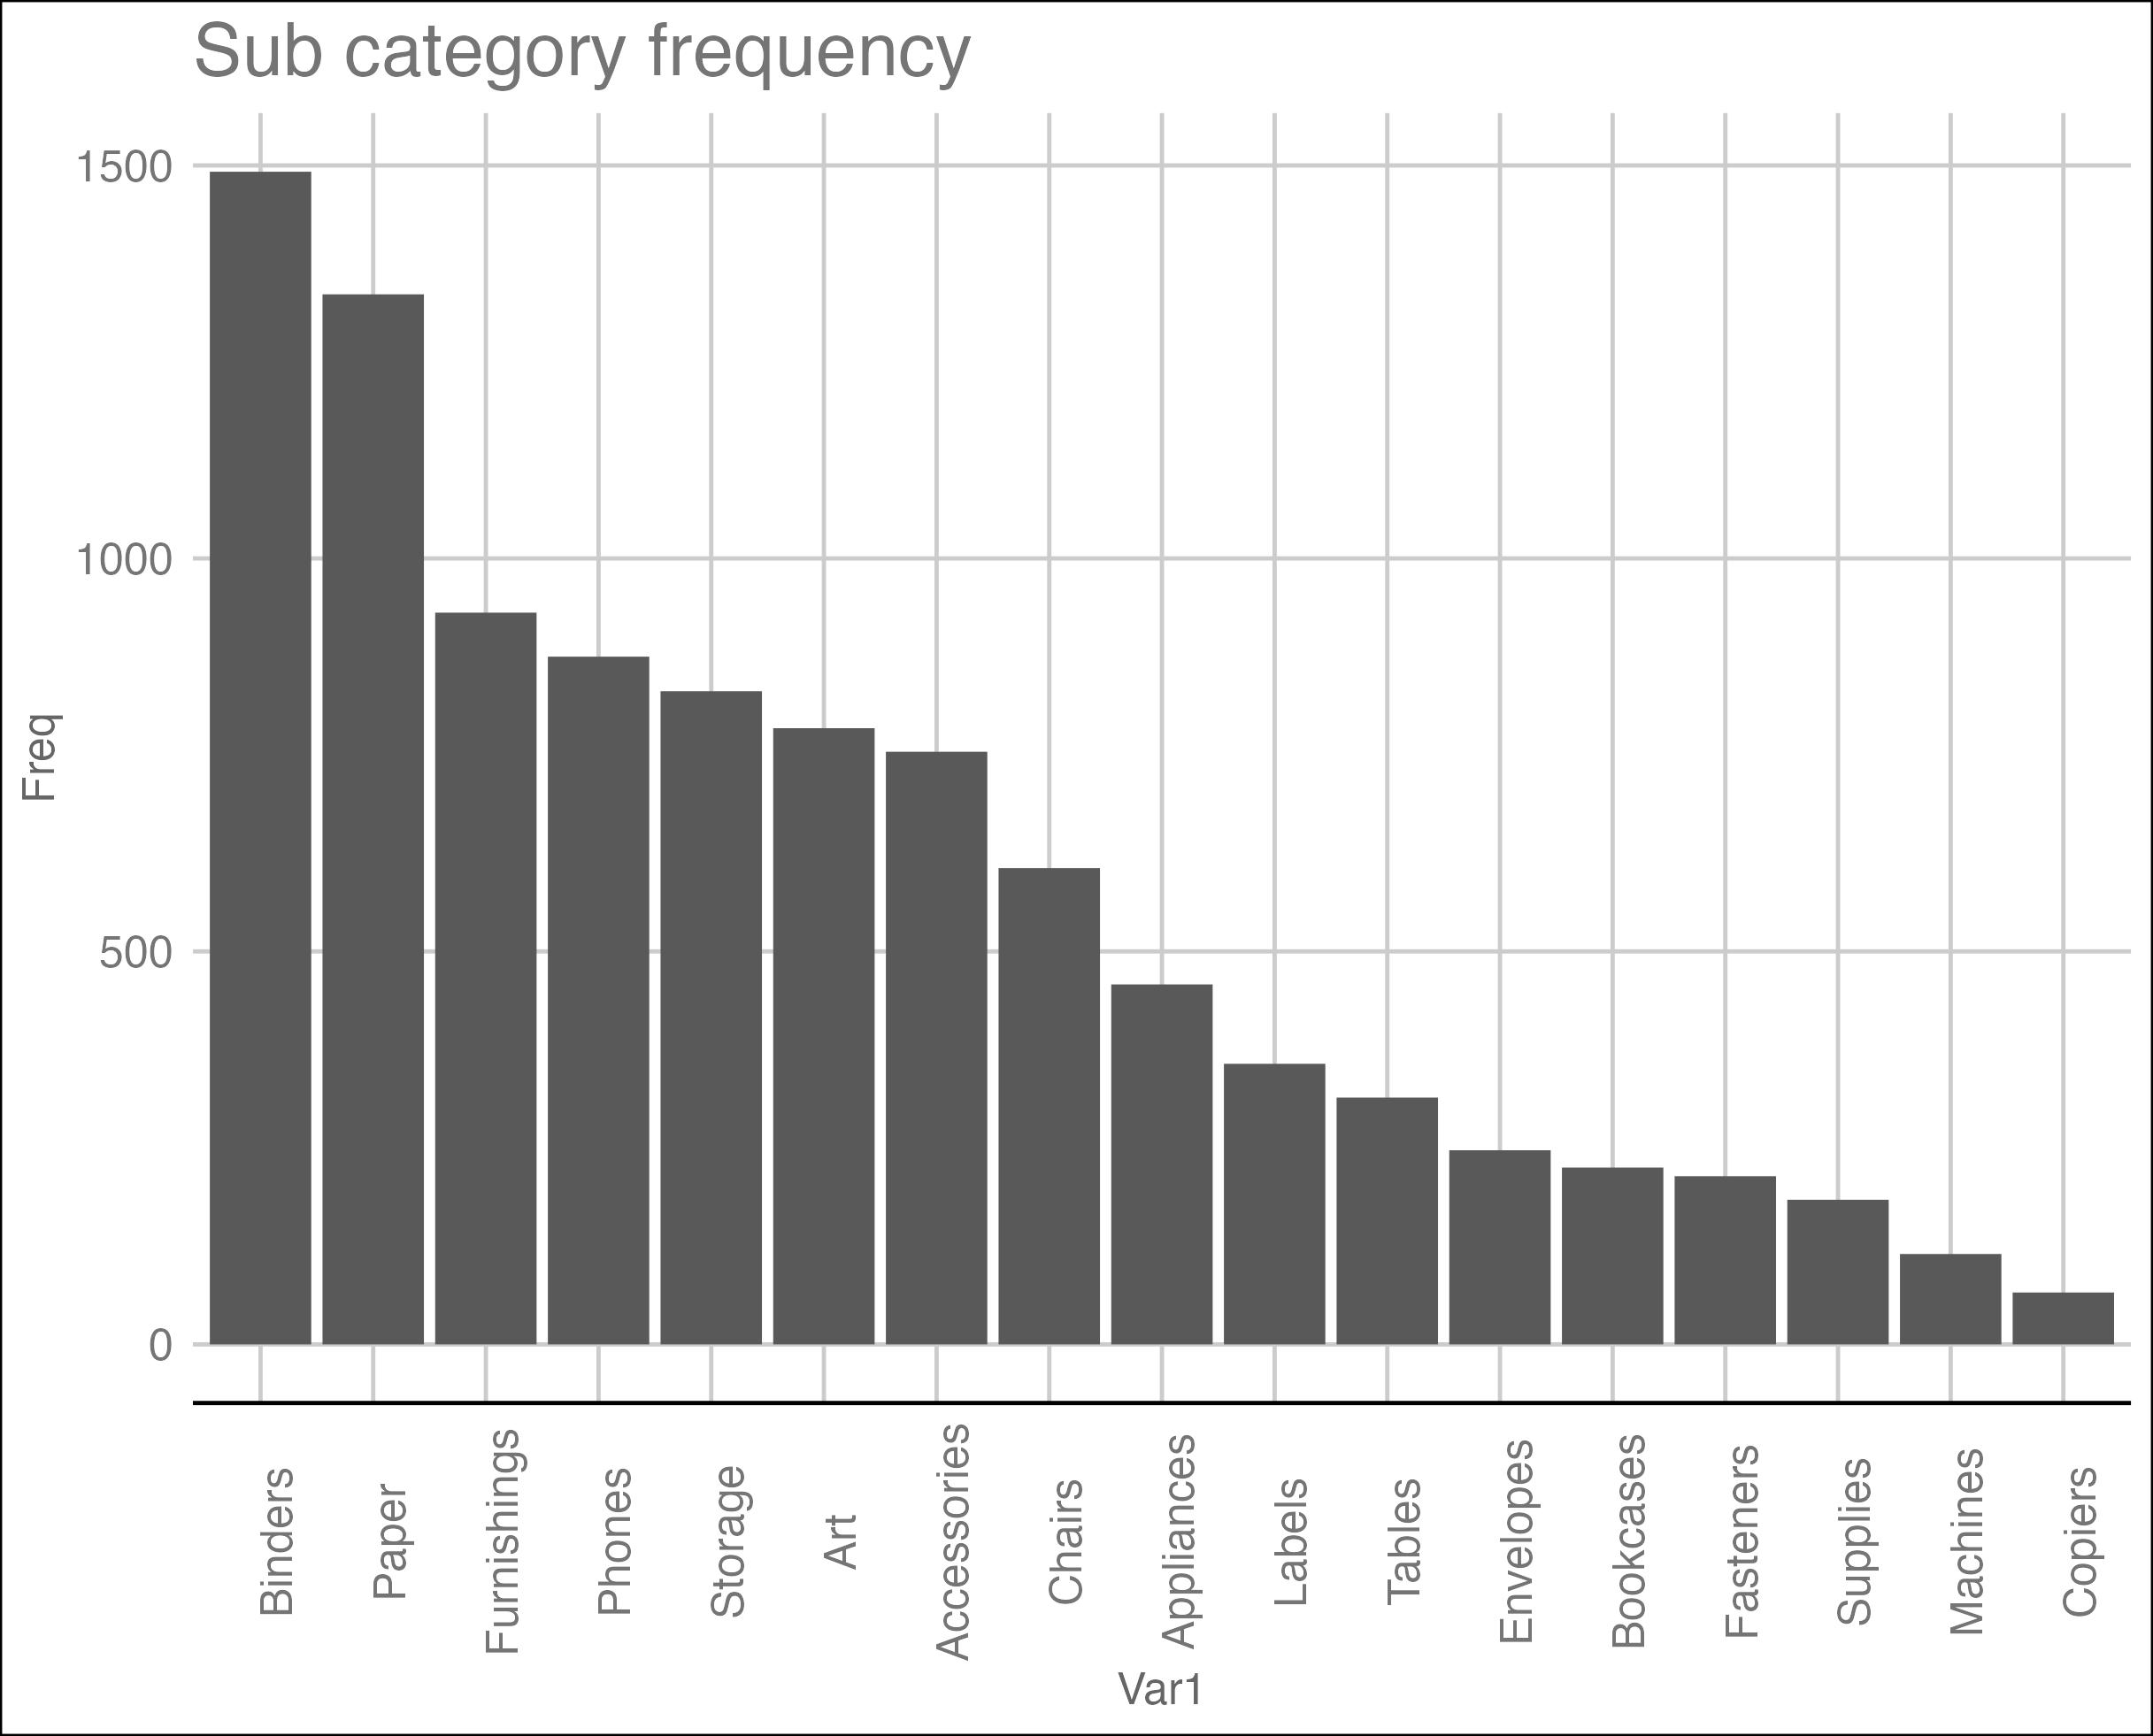 Sub category frequency
1500
1000
500
0
Freq
Binders
Paper
Furnishings
Phones
Storage
Art
Accessories
Chairs
Appliances
Labels
Tables
Envelopes
Bookcases
Fasteners
Supplies
Machines
Copiers
Var1